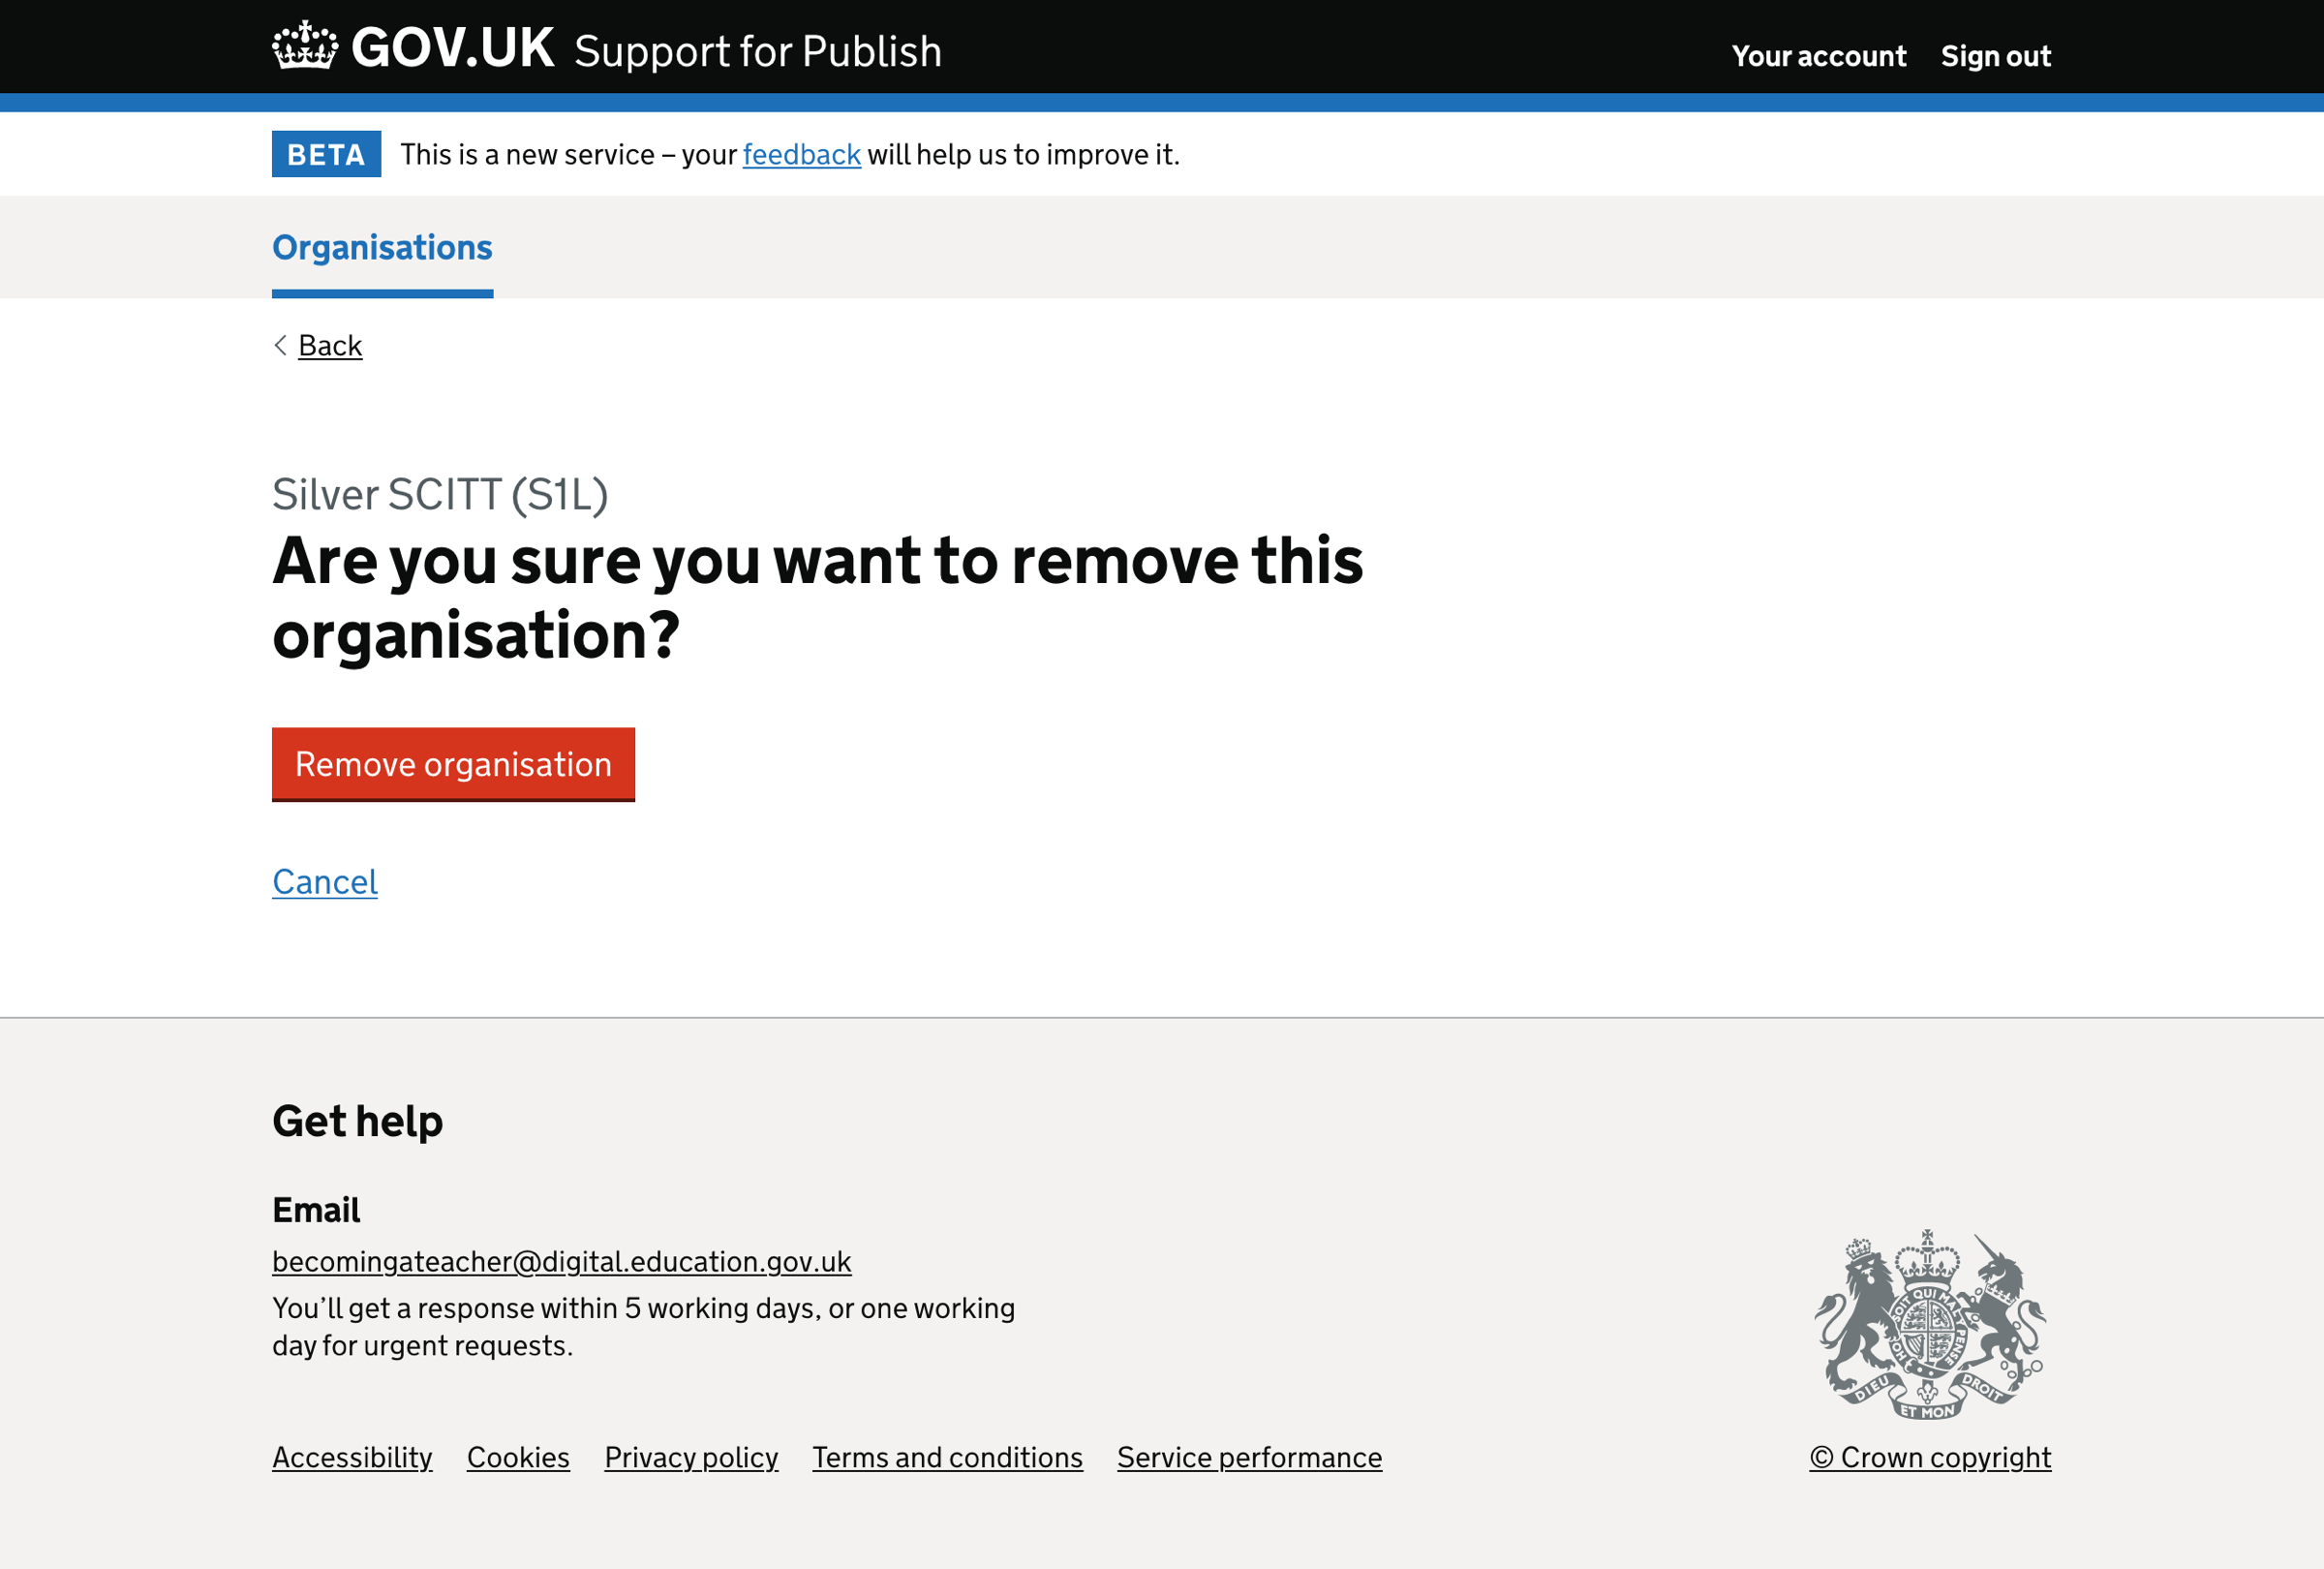 GOV.UK Support for Publish
Your account Sign out
BETA This is a new service – your feedback will help us to improve it.
Organisations
Back
Silver SCITT (S1L)
Are you sure you want to remove this
organisation?
Remove organisation
Cancel
Get help
Email
becomingateacher@digital.education.gov.uk
You’ll get a response within 5 working days, or one working
day for urgent requests.
HONI SOIT QUI MAL Y PENSE
DIEU ET MON DROIT
Accessibility Cookies Privacy policy Terms and conditions Service performance
© Crown copyright